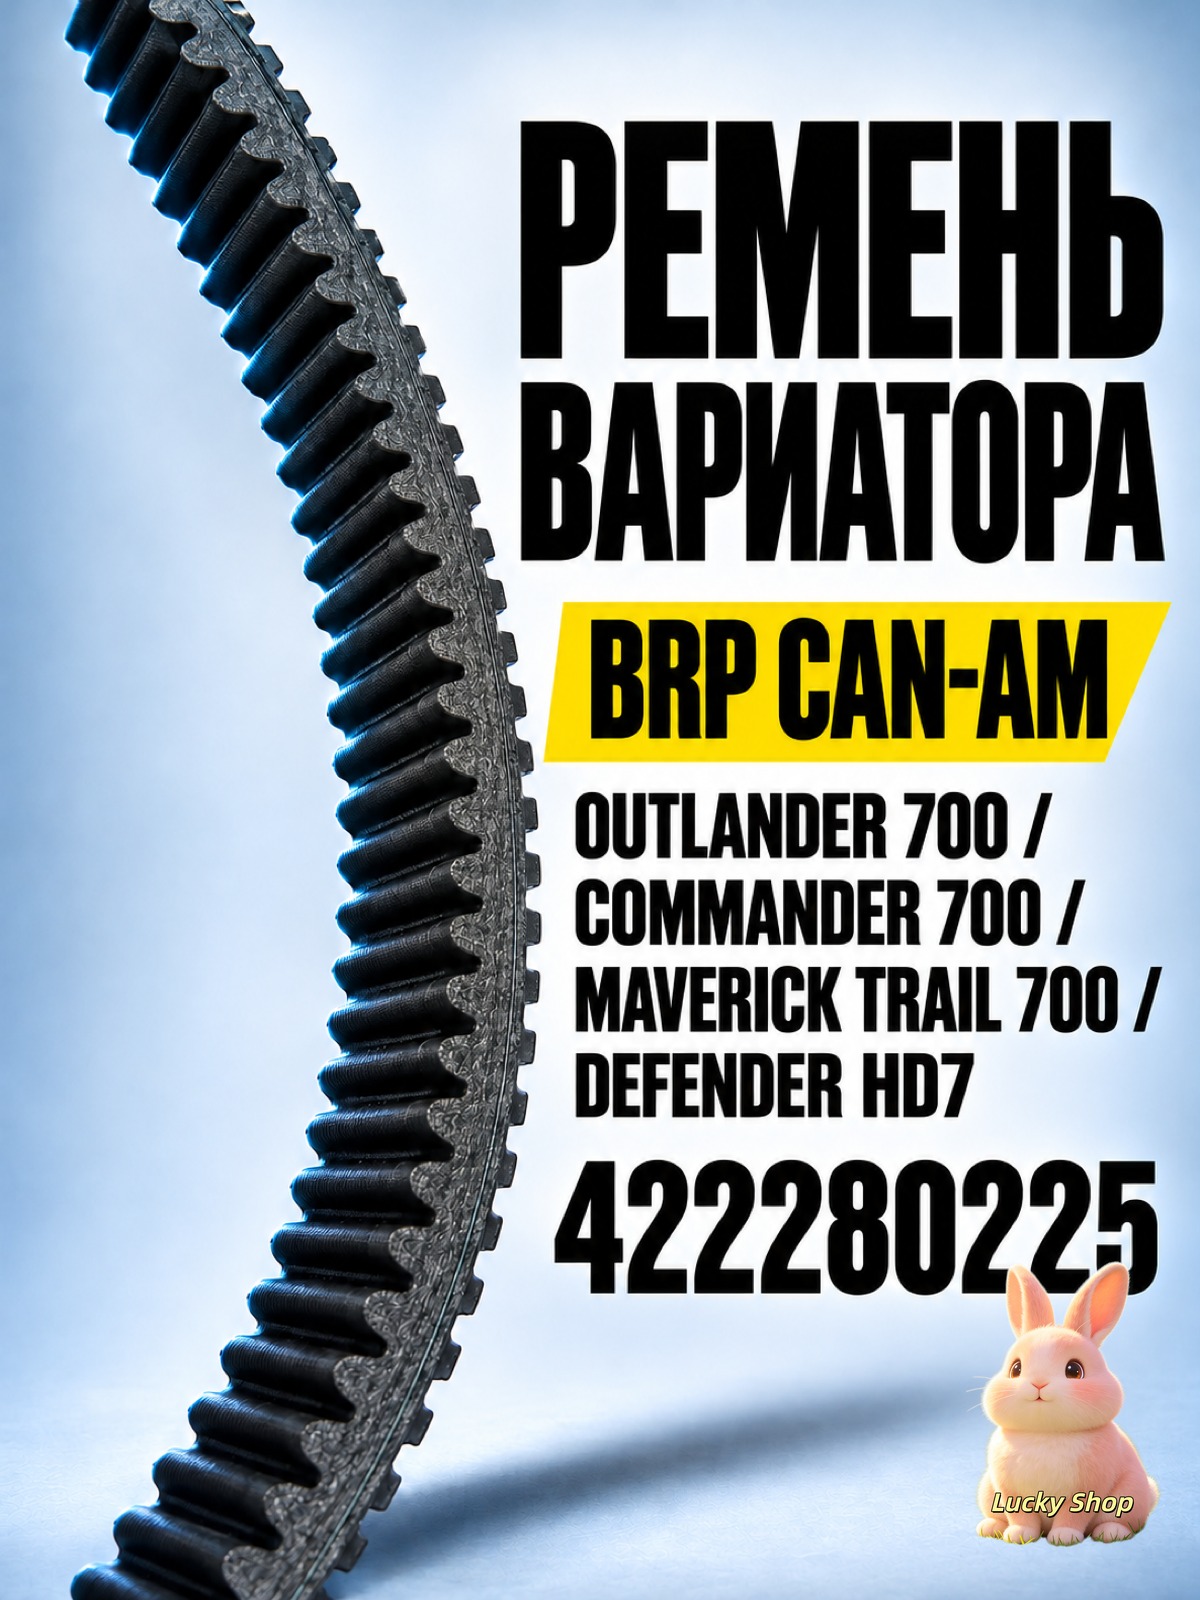 РЕМЕНЬ
ВАРИАТОРА
BRP CAN-AM
OUTLANDER 700 /
COMMANDER 700 /
MAVERICK TRAIL 700 /
DEFENDER HD7
422280225
Lucky Shop